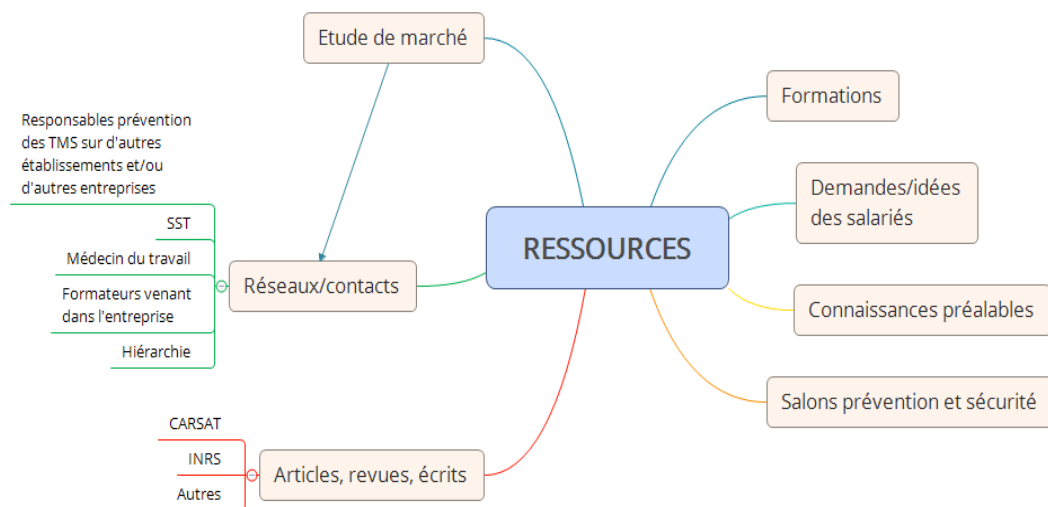 Etude de marché
Formations
Responsables prévention
des TMS sur d'autres
établissements et/ou
d'autres entreprises
SST
Médecin du travail
Formateurs venant
dans l'entreprise
Hiérarchie
Réseaux/contacts
RESSOURCES
Demandes/idées
des salariés
Connaissances préalables
Salons prévention et sécurité
CARSAT
INRS
Autres
Articles, revues, écrits